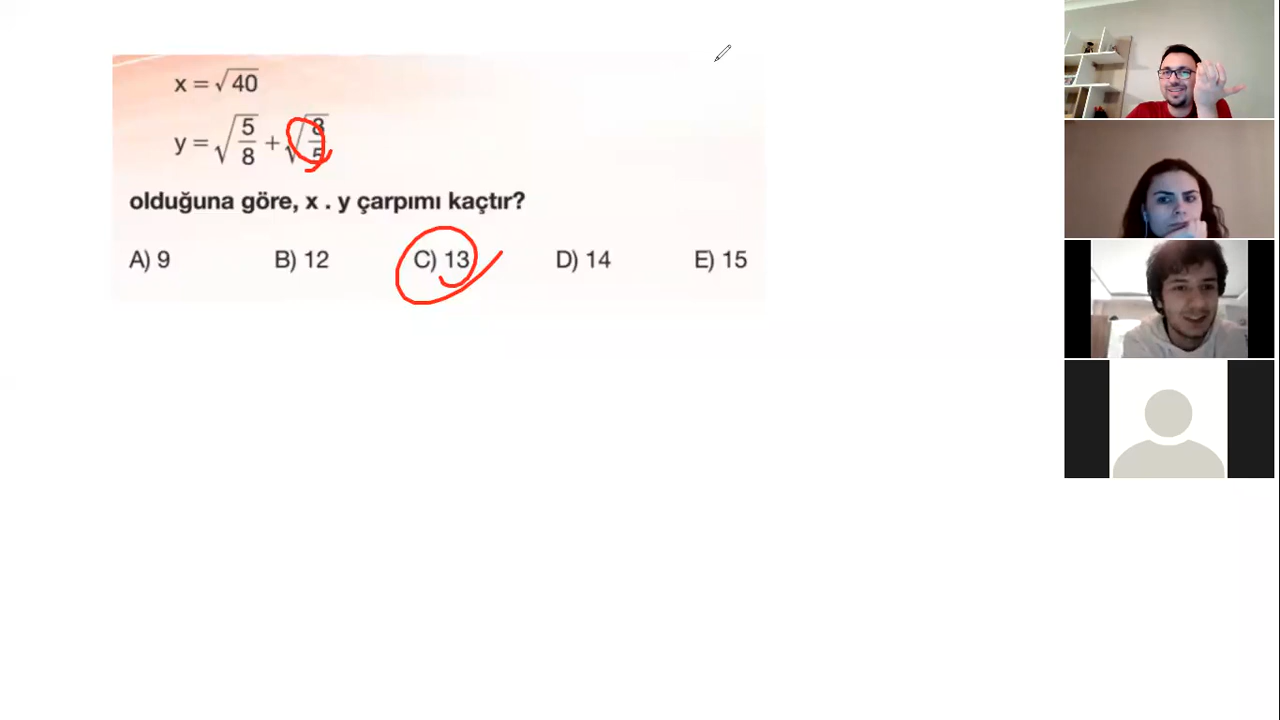 x = √40
y = √5/8 + √8/5
olduğuna göre, x . y çarpımı kaçtır?
A) 9 B) 12 C) 13 D) 14 E) 15